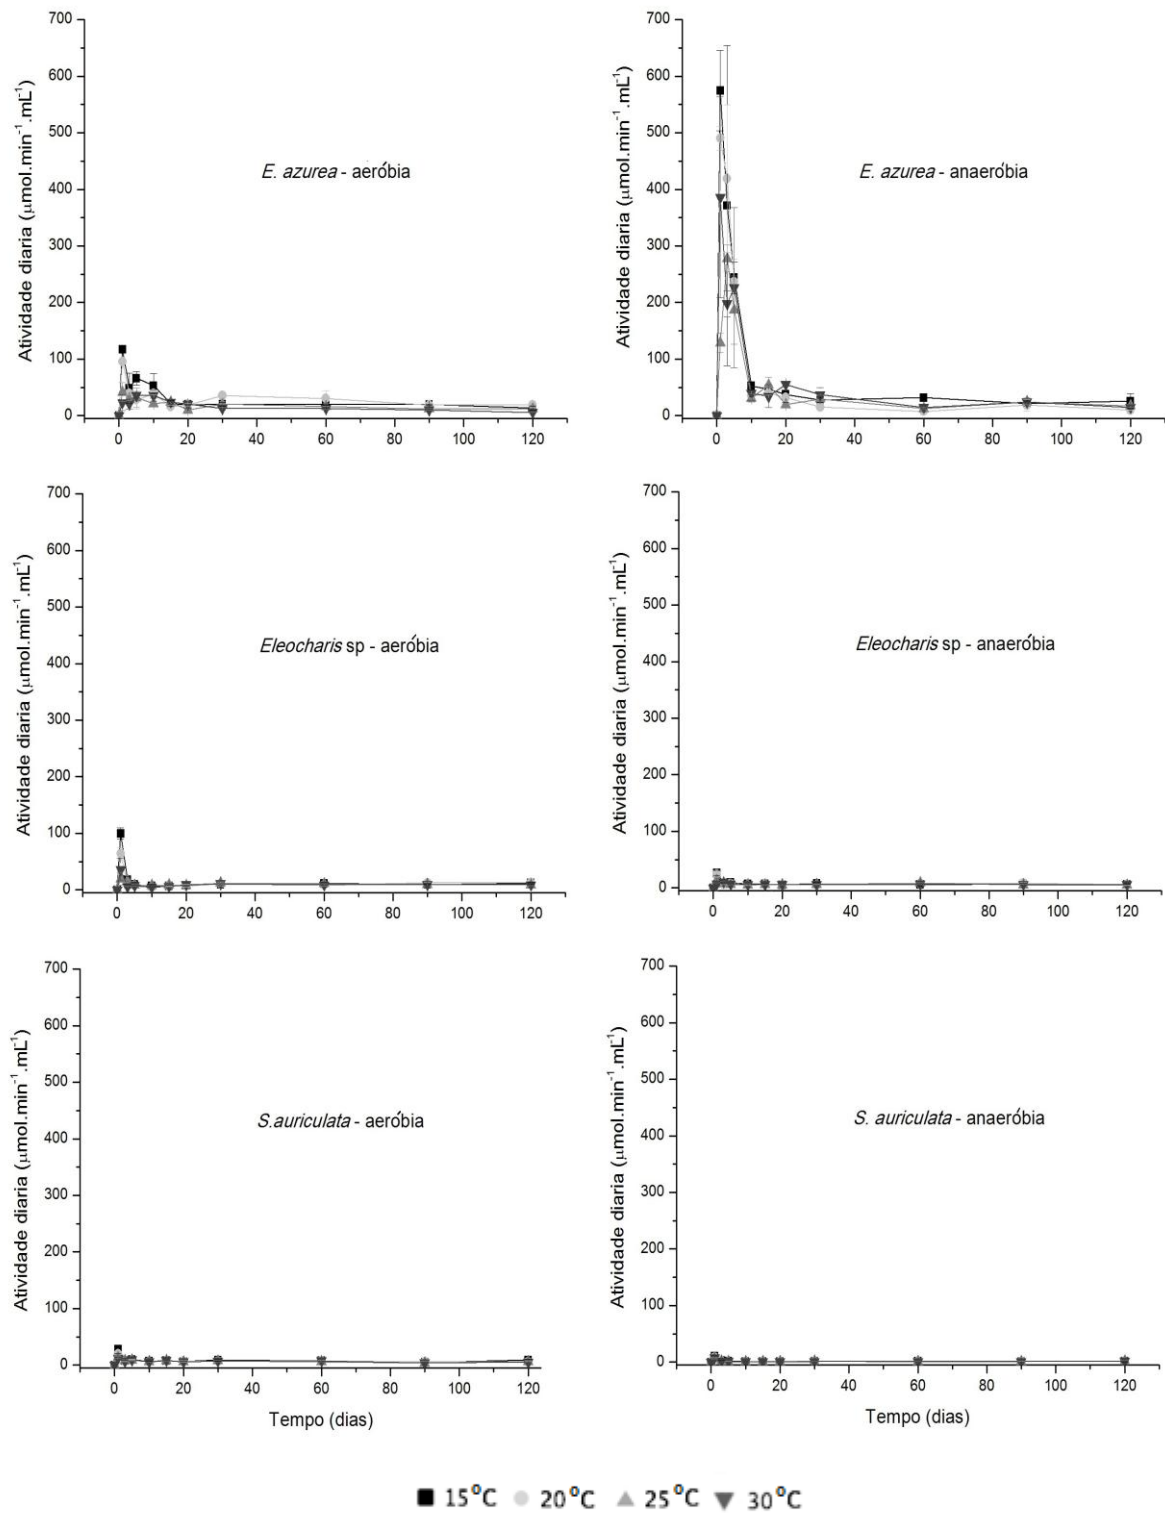 700
600
500
400
300
200
100
0
Atividade diaria (μmol.min⁻¹.mL⁻¹)
E. azurea - aeróbia
0 20 40 60 80 100 120
700
600
500
400
300
200
100
0
Atividade diaria (μmol.min⁻¹.mL⁻¹)
E. azurea - anaeróbia
0 20 40 60 80 100 120
700
600
500
400
300
200
100
0
Atividade diaria (μmol.min⁻¹.mL⁻¹)
Eleocharis sp - aeróbia
0 20 40 60 80 100 120
700
600
500
400
300
200
100
0
Atividade diaria (μmol.min⁻¹.mL⁻¹)
Eleocharis sp - anaeróbia
0 20 40 60 80 100 120
700
600
500
400
300
200
100
0
Atividade diaria (μmol.min⁻¹.mL⁻¹)
S.auriculata - aeróbia
0 20 40 60 80 100 120
Tempo (dias)
700
600
500
400
300
200
100
0
Atividade diaria (μmol.min⁻¹.mL⁻¹)
S. auriculata - anaeróbia
0 20 40 60 80 100 120
Tempo (dias)
15°C 20°C 25°C 30°C